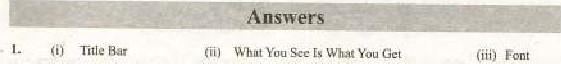 Answers
1. (i) Title Bar (ii) What You See Is What You Get (iii) Font